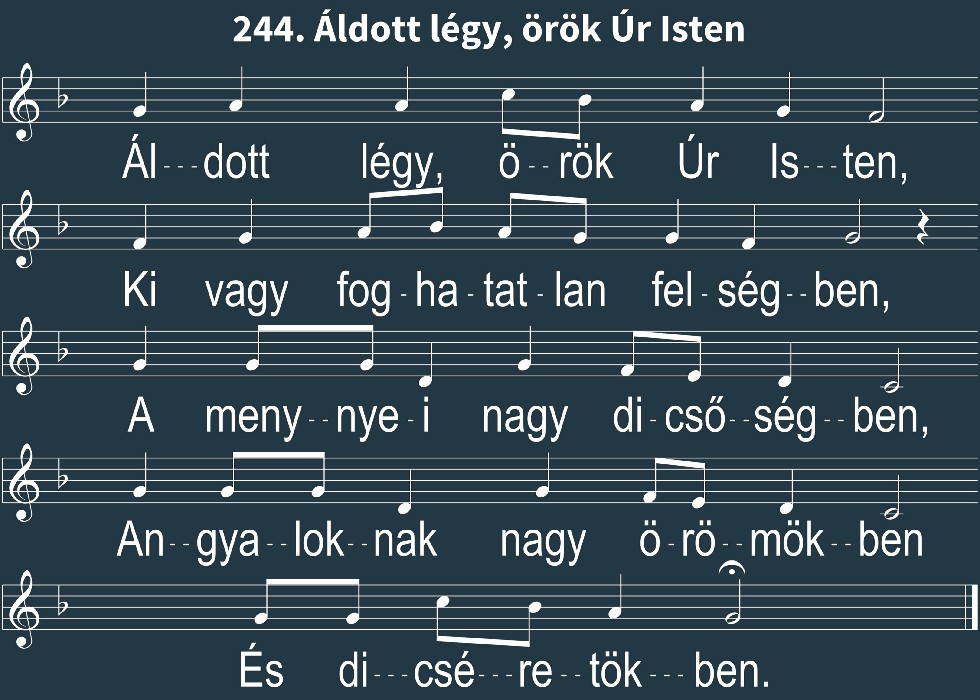 244. Áldott légy, örök Úr Isten
Ál---dott légy, ö--rök Úr Is---ten,
Ki vagy fog-ha-tat-lan fel-ség--ben,
A meny--nye-i nagy di-cső--ség--ben,
An--gya--lok--nak nagy ö-rö--mök--ben
És di---csé---re--tök---ben.